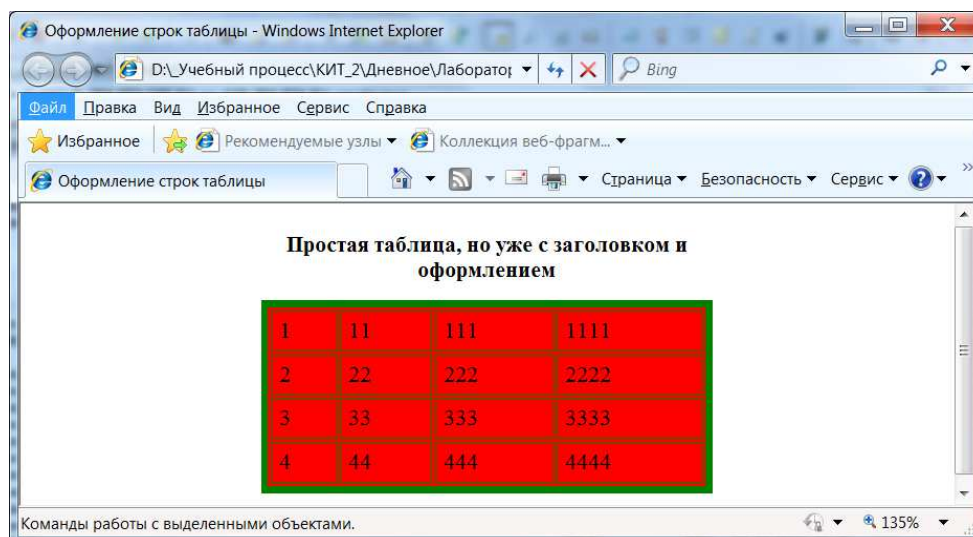 Оформление строк таблицы - Windows Internet Explorer
D:\_Учебный процесс\КИТ_2\Дневное\Лаборатор
Bing
Файл Правка Вид Избранное Сервис Справка
Избранное Рекомендуемые узлы Коллекция веб-фрагм...
Оформление строк таблицы Страница Безопасность Сервис
Простая таблица, но уже с заголовком и
оформлением
1 11 111 1111
2 22 222 2222
3 33 333 3333
4 44 444 4444
Команды работы с выделенными объектами. 135%